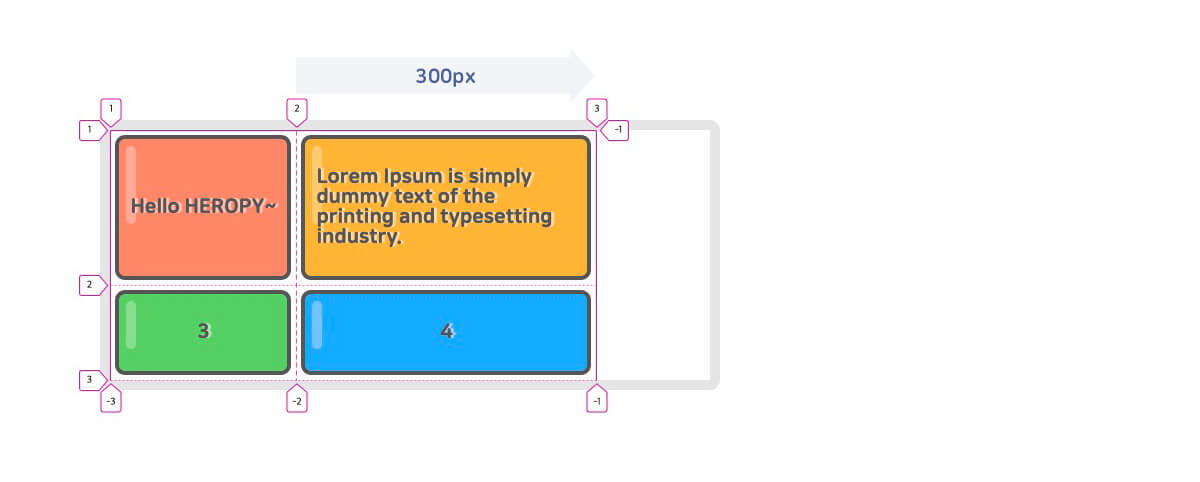 300px
1
2
3
1
-1
Hello HEROPY~
Lorem Ipsum is simply
dummy text of the
printing and typesetting
industry.
2
3
4
3
-3
-2
-1